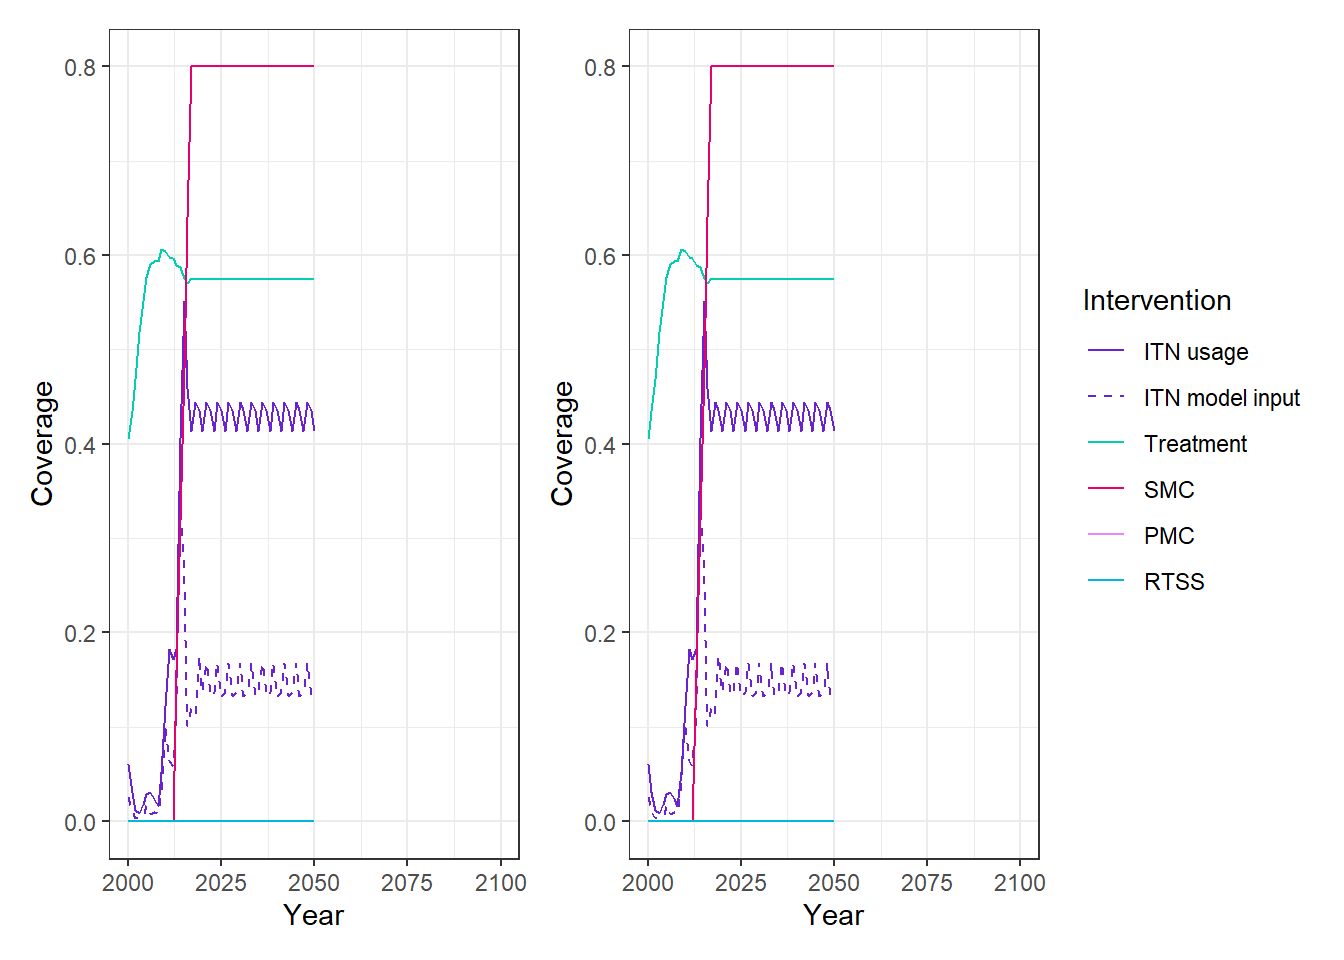 0.8
0.6
0.4
0.2
0.0
Coverage
2000 2025 2050 2075 2100
Year
0.8
0.6
0.4
0.2
0.0
Coverage
2000 2025 2050 2075 2100
Year
Intervention
ITN usage
ITN model input
Treatment
SMC
PMC
RTSS